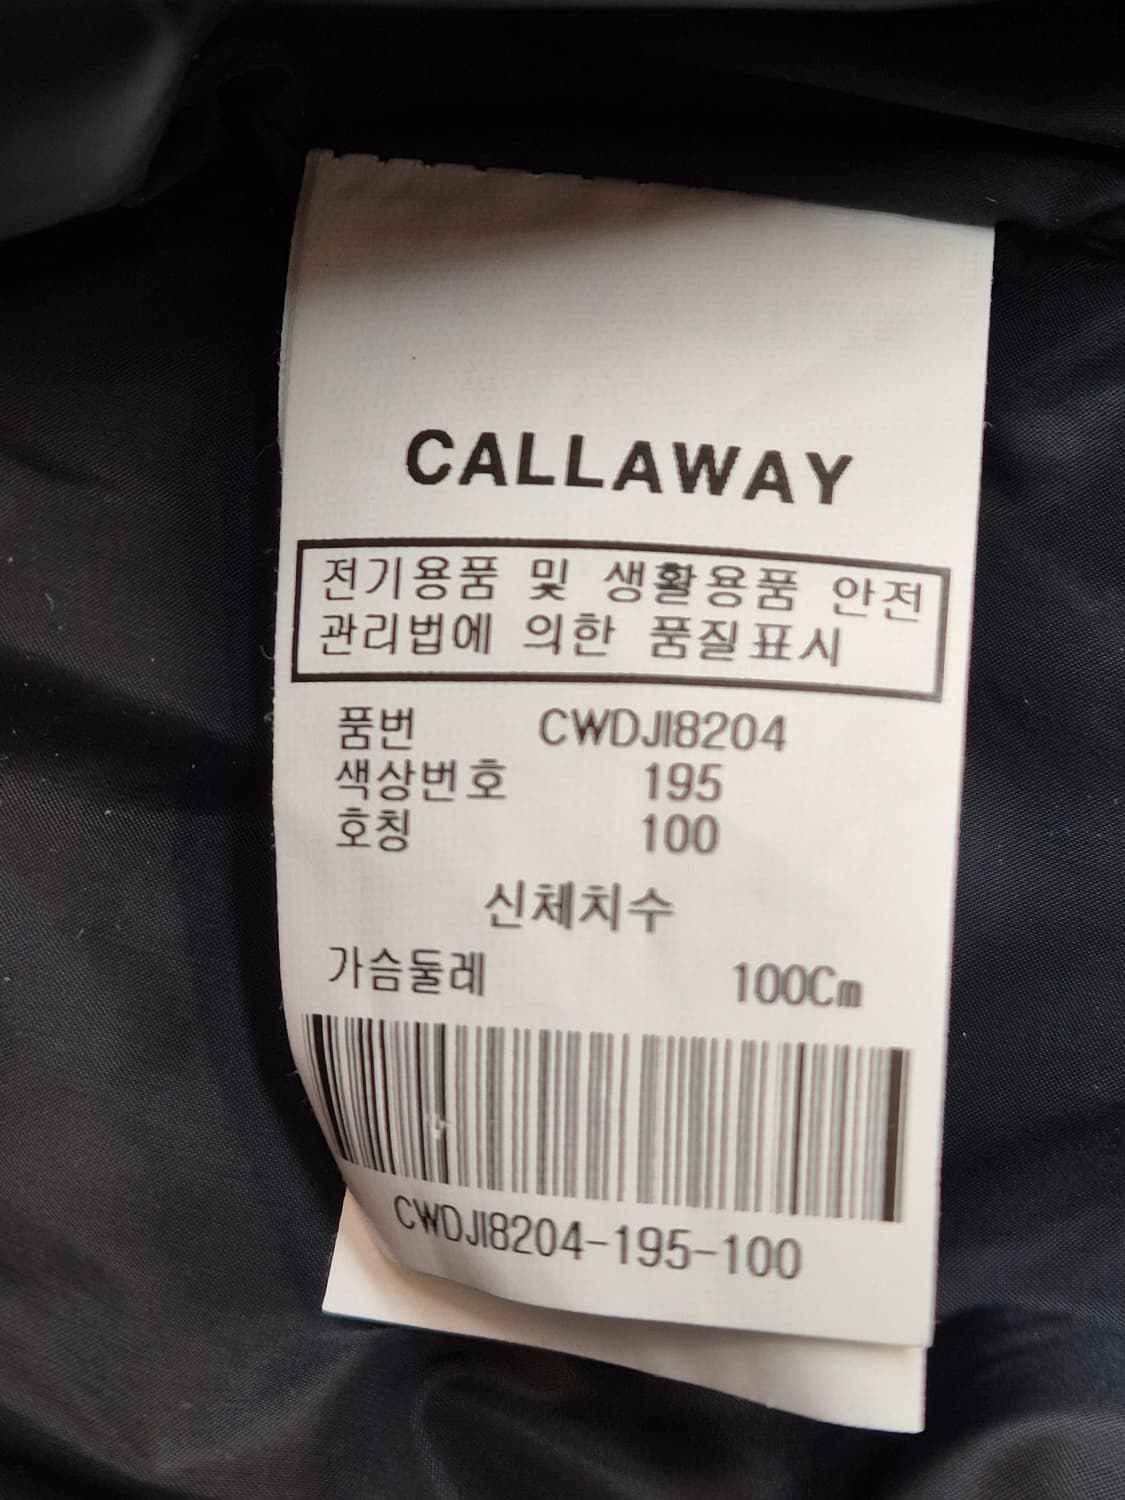 CALLAWAY
전기용품 및 생활용품 안전
관리법에 의한 품질표시
품번 CWDJI8204
색상번호 195
호칭 100
신체치수
가슴둘레 100Cm
CWDJI8204-195-100